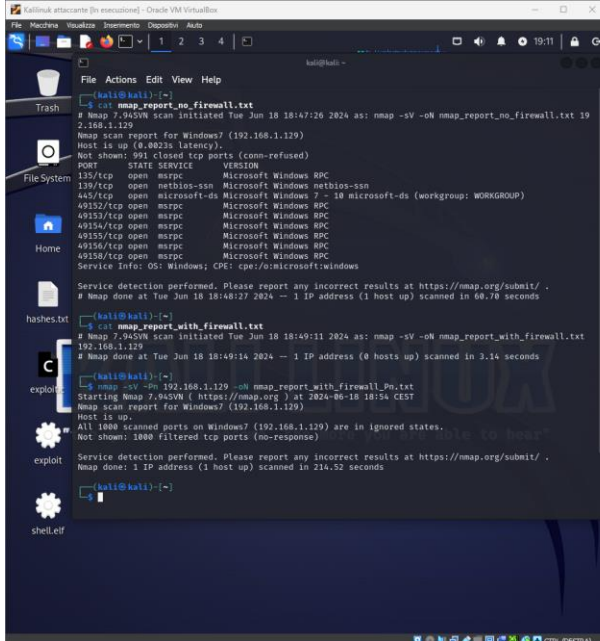 Kalilinuk attaccante [In esecuzione] - Oracle VM VirtualBox
File Macchina Visualizza Inserimento Dispositivi Aiuto
1 2 3 4
19:11
kali@kali: ~
File Actions Edit View Help
Trash
File System
Home
hashes.txt
exploit
shell.elf
(kali㉿kali)-[~]
$ cat nmap_report_no_firewall.txt
# Nmap 7.94SVN scan initiated Tue Jun 18 18:47:26 2024 as: nmap -sV -oN nmap_report_no_firewall.txt 19
2.168.1.129
Nmap scan report for Windows7 (192.168.1.129)
Host is up (0.0023s latency).
Not shown: 991 closed tcp ports (conn-refused)
PORT STATE SERVICE VERSION
135/tcp open msrpc Microsoft Windows RPC
139/tcp open netbios-ssn Microsoft Windows netbios-ssn
445/tcp open microsoft-ds Microsoft Windows 7 - 10 microsoft-ds (workgroup: WORKGROUP)
49152/tcp open msrpc Microsoft Windows RPC
49153/tcp open msrpc Microsoft Windows RPC
49154/tcp open msrpc Microsoft Windows RPC
49155/tcp open msrpc Microsoft Windows RPC
49156/tcp open msrpc Microsoft Windows RPC
49158/tcp open msrpc Microsoft Windows RPC
Service Info: OS: Windows; CPE: cpe:/o:microsoft:windows
Service detection performed. Please report any incorrect results at https://nmap.org/submit/ .
# Nmap done at Tue Jun 18 18:48:27 2024 -- 1 IP address (1 host up) scanned in 60.70 seconds
(kali㉿kali)-[~]
$ cat nmap_report_with_firewall.txt
# Nmap 7.94SVN scan initiated Tue Jun 18 18:49:11 2024 as: nmap -sV -oN nmap_report_with_firewall.txt
192.168.1.129
# Nmap done at Tue Jun 18 18:49:14 2024 -- 1 IP address (0 hosts up) scanned in 3.14 seconds
(kali㉿kali)-[~]
$ nmap -sV -Pn 192.168.1.129 -oN nmap_report_with_firewall_Pn.txt
Starting Nmap 7.94SVN ( https://nmap.org ) at 2024-06-18 18:54 CEST
Nmap scan report for Windows7 (192.168.1.129)
Host is up.
All 1000 scanned ports on Windows7 (192.168.1.129) are in ignored states.
Not shown: 1000 filtered tcp ports (no-response)
Service detection performed. Please report any incorrect results at https://nmap.org/submit/ .
Nmap done: 1 IP address (1 host up) scanned in 214.52 seconds
(kali㉿kali)-[~]
$